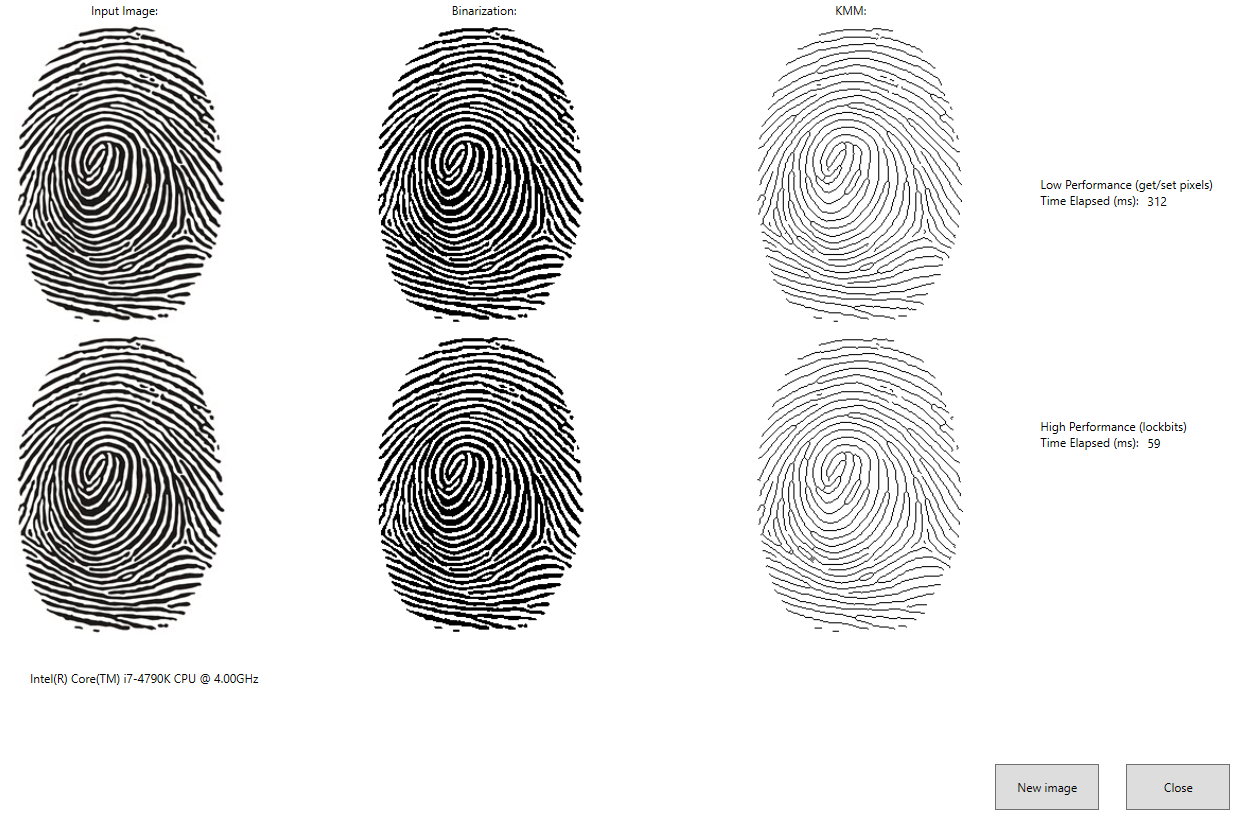 Input Image:
Binarization:
KMM:
Low Performance (get/set pixels)
Time Elapsed (ms): 312
High Performance (lockbits)
Time Elapsed (ms): 59
Intel(R) Core(TM) i7-4790K CPU @ 4.00GHz
New image
Close